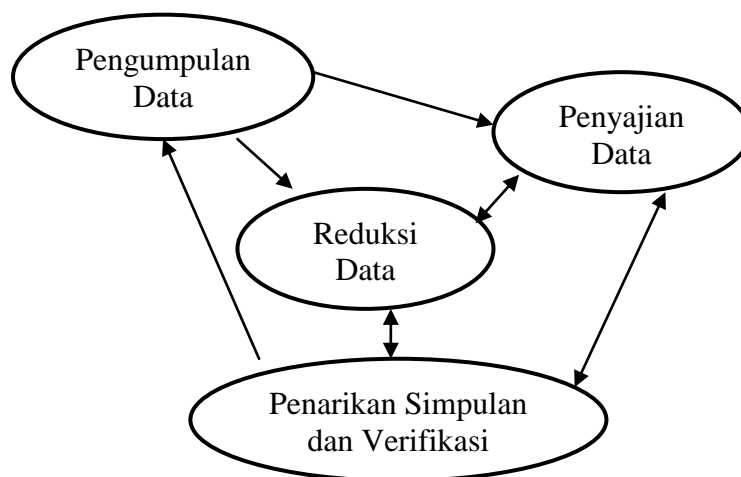 Pengumpulan
Data
Penyajian
Data
Reduksi
Data
Penarikan Simpulan
dan Verifikasi